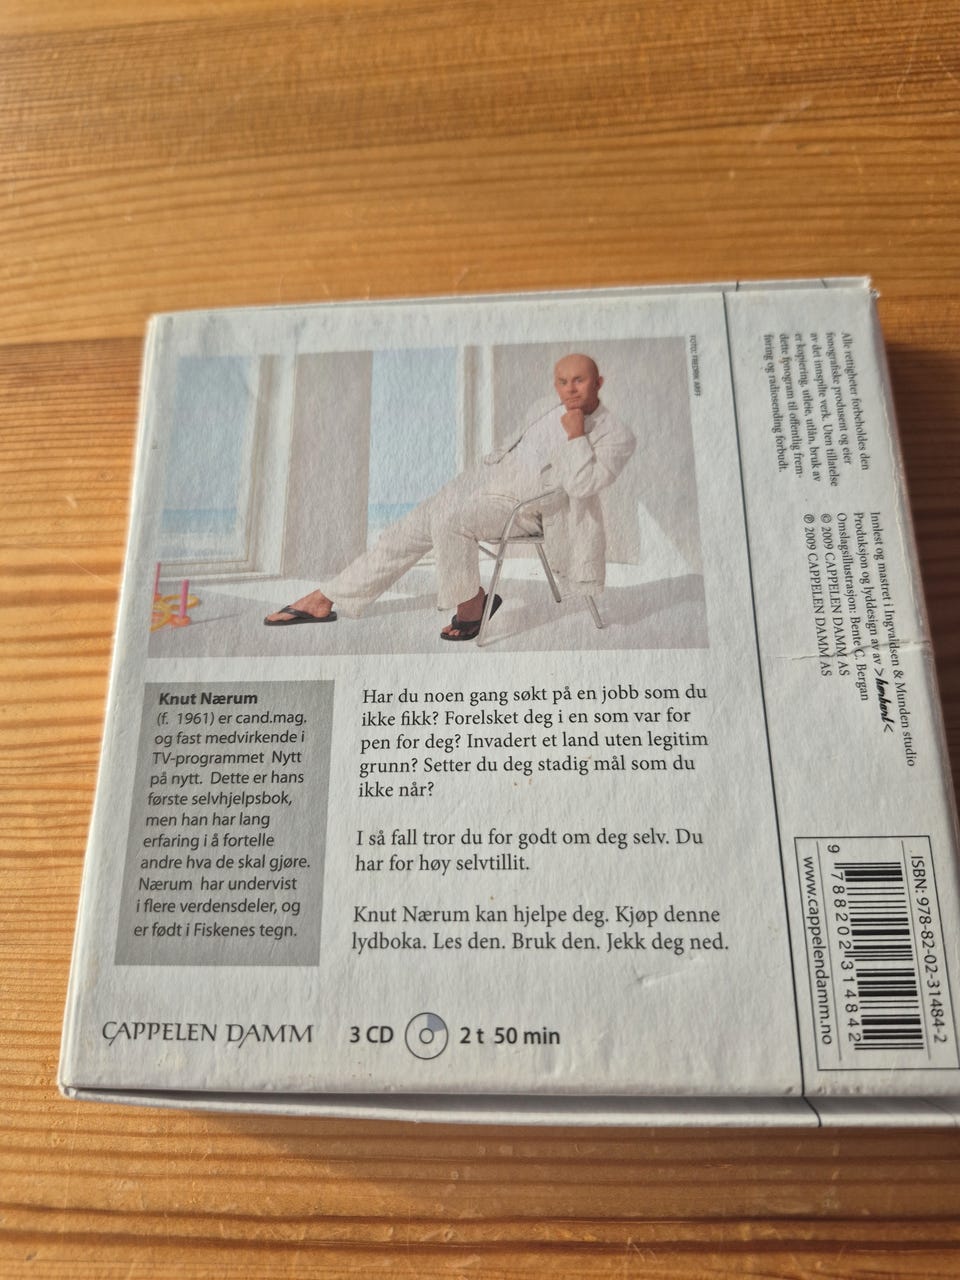 FOTO: FREDRIK ARFF
Knut Nærum
(f. 1961) er cand.mag.
og fast medvirkende i
TV-programmet Nytt
på nytt. Dette er hans
første selvhjelpsbok,
men han har lang
erfaring i å fortelle
andre hva de skal gjøre.
Nærum har undervist
i flere verdensdeler, og
er født i Fiskenes tegn.
Har du noen gang søkt på en jobb som du
ikke fikk? Forelsket deg i en som var for
pen for deg? Invadert et land uten legitim
grunn? Setter du deg stadig mål som du
ikke når?
I så fall tror du for godt om deg selv. Du
har for høy selvtillit.
Knut Nærum kan hjelpe deg. Kjøp denne
lydboka. Les den. Bruk den. Jekk deg ned.
CAPPELEN DAMM
3 CD
2 t 50 min
Alle rettigheter forbeholdes den
fonografiske produsent og eier
av det innspilte verk. Uten tillatelse
er kopiering, utleie, utlån, bruk av
dette fonogram til offentlig frem-
føring og radiosending forbudt.
Innlest og mastret i Ingvaldsen & Munden studio
Produksjon og lyddesign av av >hønbørd<
Omslagsillustrasjon: Bente C. Bergan
© 2009 CAPPELEN DAMM AS
℗ 2009 CAPPELEN DAMM AS
ISBN: 978-82-02-31484-2
9 788202 314842
www.cappelendamm.no